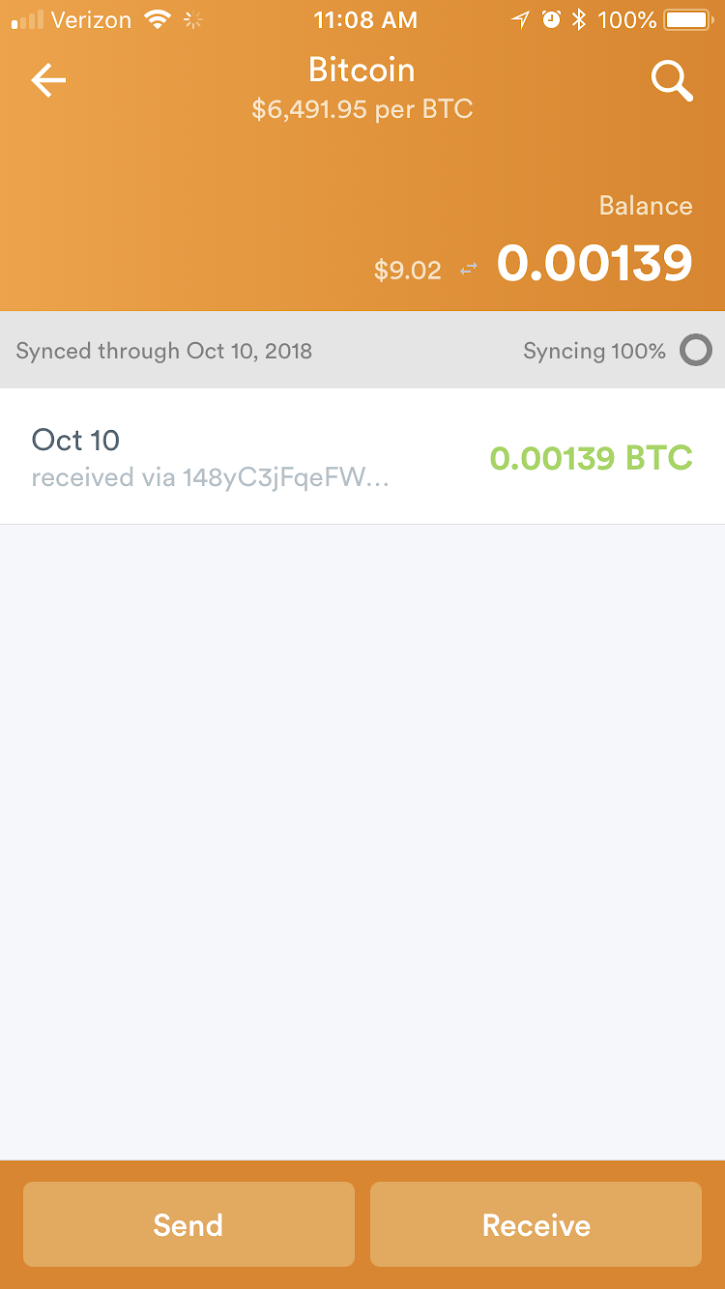 Verizon 11:08 AM 100%
Bitcoin
$6,491.95 per BTC
Balance
$9.02 0.00139
Synced through Oct 10, 2018 Syncing 100%
Oct 10
received via 148yC3jFqeFW...
0.00139 BTC
Send Receive